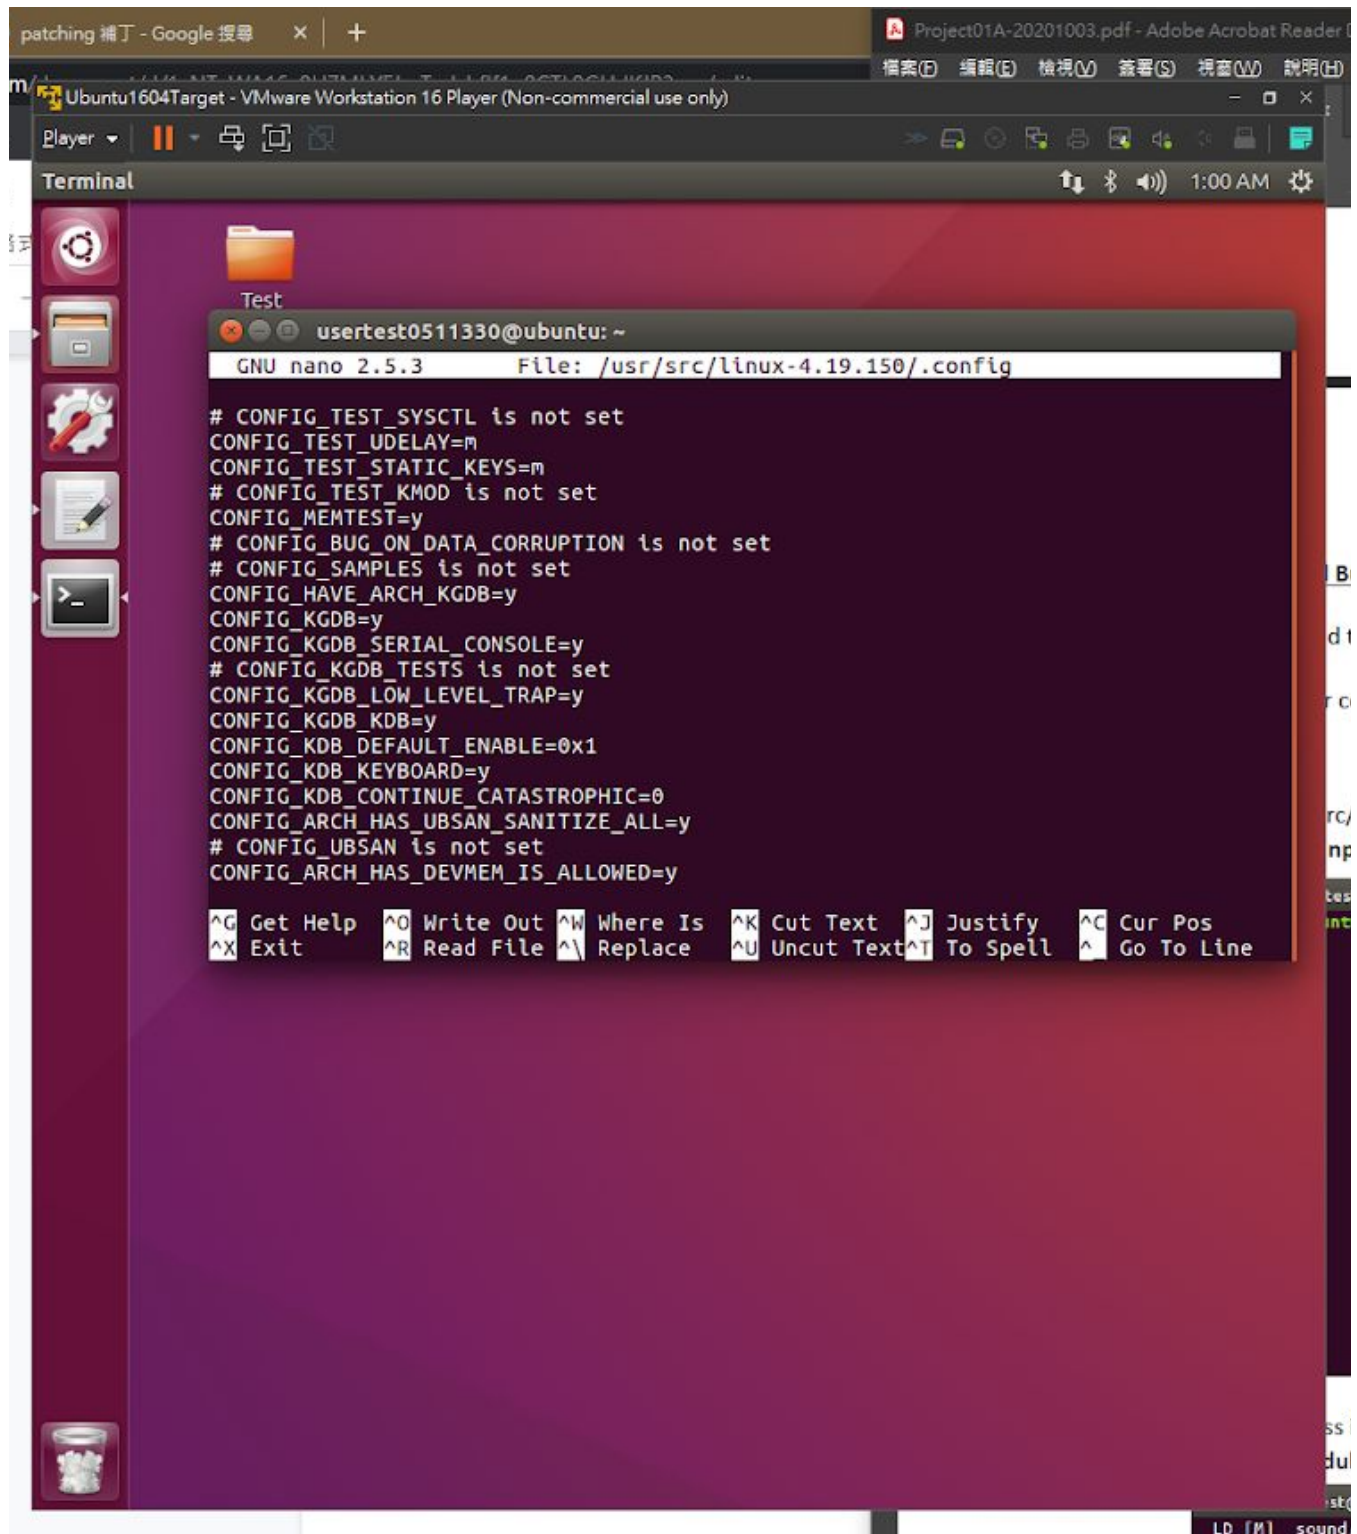 patching 補丁 - Google 搜尋 × +
Project01A-20201003.pdf - Adobe Acrobat Reader
檔案(F) 編輯(E) 檢視(V) 簽署(S) 視窗(W) 說明(H)
Ubuntu1604Target - VMware Workstation 16 Player (Non-commercial use only)
Player
Terminal
1:00 AM
Test
usertest0511330@ubuntu: ~
GNU nano 2.5.3 File: /usr/src/linux-4.19.150/.config
# CONFIG_TEST_SYSCTL is not set
CONFIG_TEST_UDELAY=m
CONFIG_TEST_STATIC_KEYS=m
# CONFIG_TEST_KMOD is not set
CONFIG_MEMTEST=y
# CONFIG_BUG_ON_DATA_CORRUPTION is not set
# CONFIG_SAMPLES is not set
CONFIG_HAVE_ARCH_KGDB=y
CONFIG_KGDB=y
CONFIG_KGDB_SERIAL_CONSOLE=y
# CONFIG_KGDB_TESTS is not set
CONFIG_KGDB_LOW_LEVEL_TRAP=y
CONFIG_KGDB_KDB=y
CONFIG_KDB_DEFAULT_ENABLE=0x1
CONFIG_KDB_KEYBOARD=y
CONFIG_KDB_CONTINUE_CATASTROPHIC=0
CONFIG_ARCH_HAS_UBSAN_SANITIZE_ALL=y
# CONFIG_UBSAN is not set
CONFIG_ARCH_HAS_DEVMEM_IS_ALLOWED=y
^G Get Help ^O Write Out ^W Where Is ^K Cut Text ^J Justify ^C Cur Pos
^X Exit ^R Read File ^\ Replace ^U Uncut Text ^T To Spell ^_ Go To Line
LD [M] sound